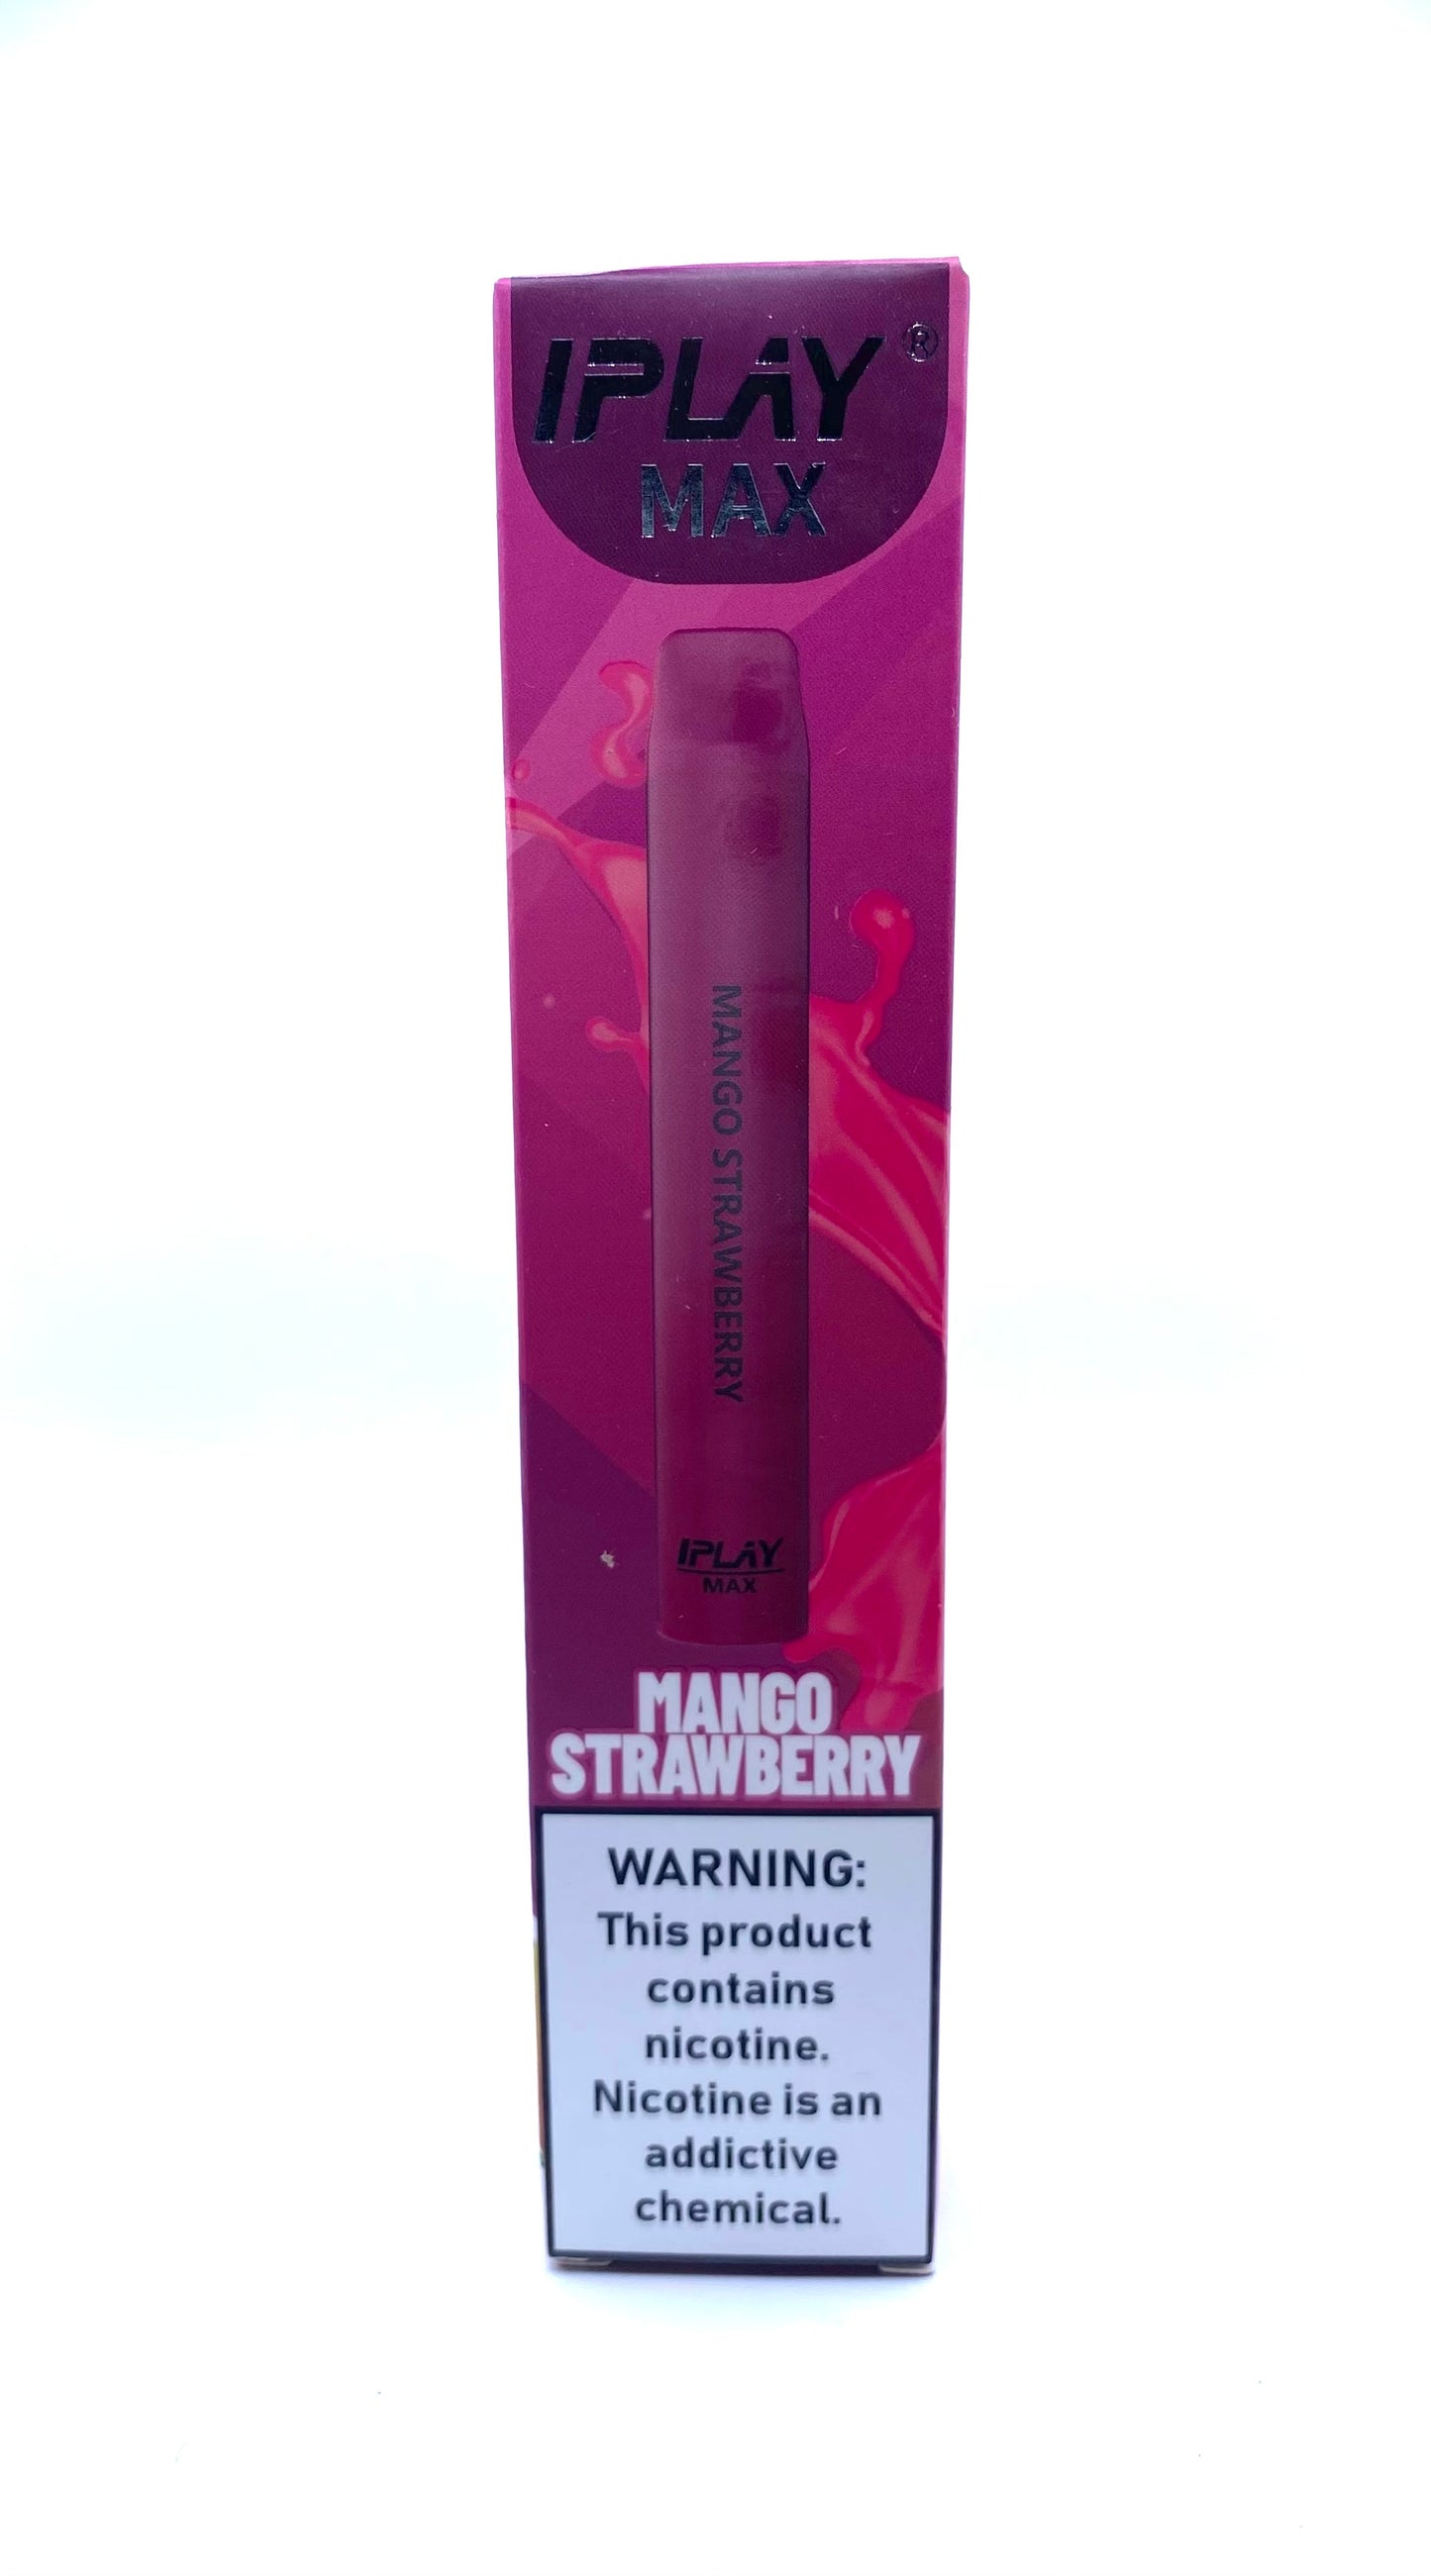 IPLAY®
MAX
MANGO STRAWBERRY
IPLAY
MAX
MANGO
STRAWBERRY
WARNING:
This product
contains
nicotine.
Nicotine is an
addictive
chemical.